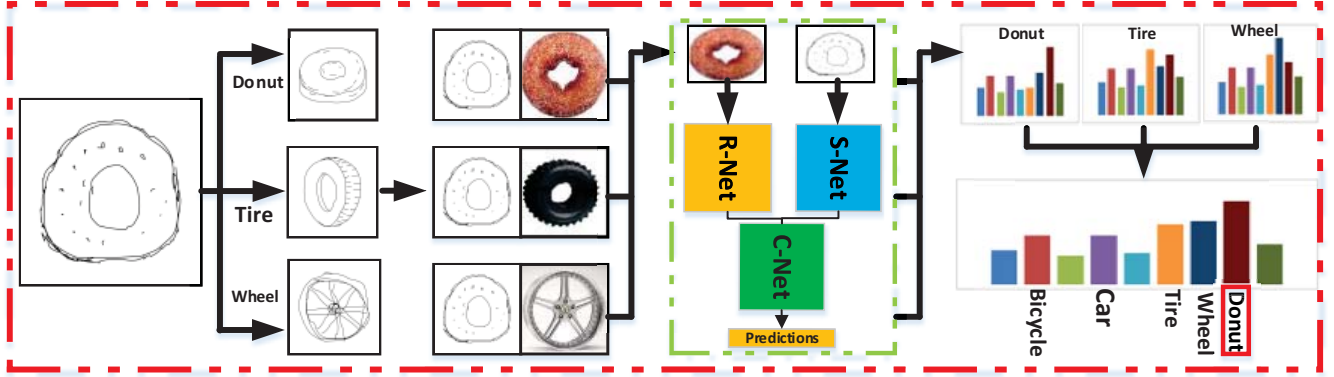 Donut
Tire
Wheel
R-Net
S-Net
C-Net
Predictions
Donut
Tire
Wheel
Bicycle
Car
Tire
Wheel
Donut